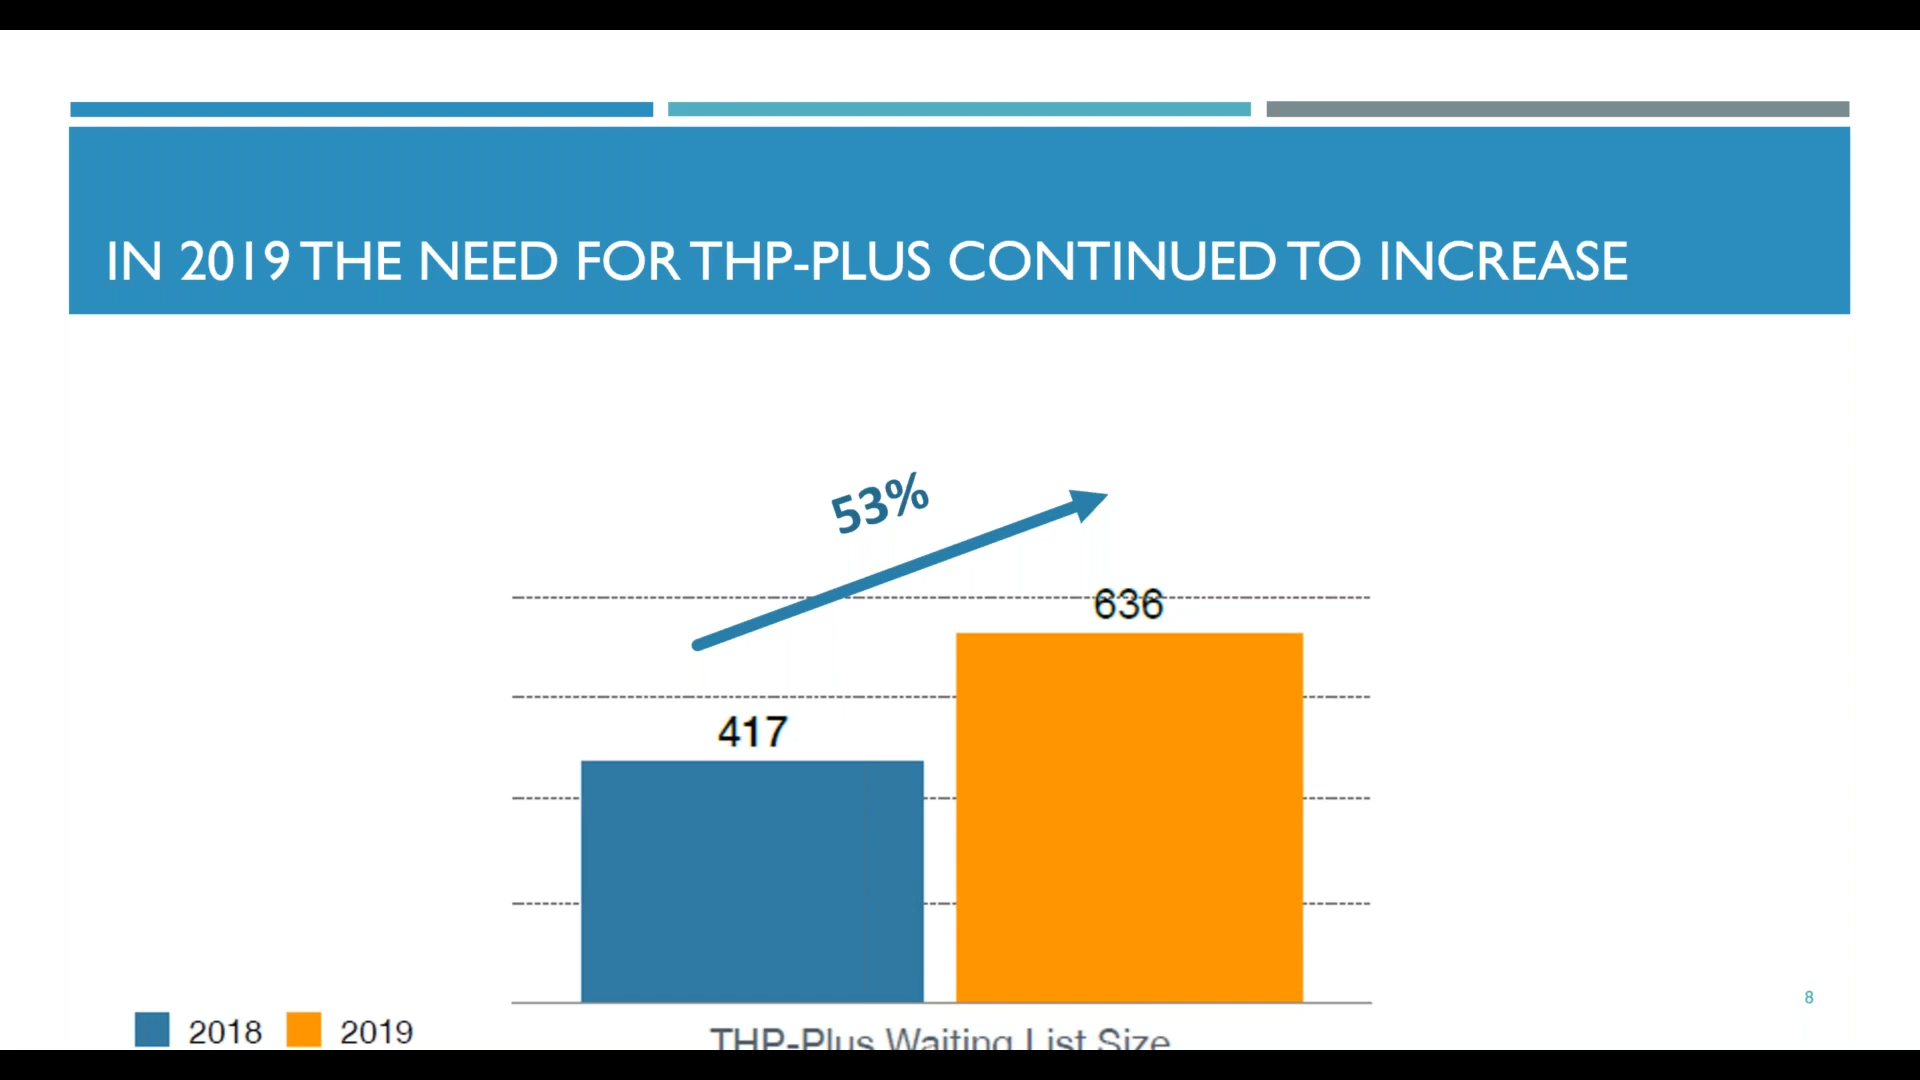 IN 2019 THE NEED FOR THP-PLUS CONTINUED TO INCREASE
53%
636
417
8
2018 2019
THP-Plus Waiting List Size